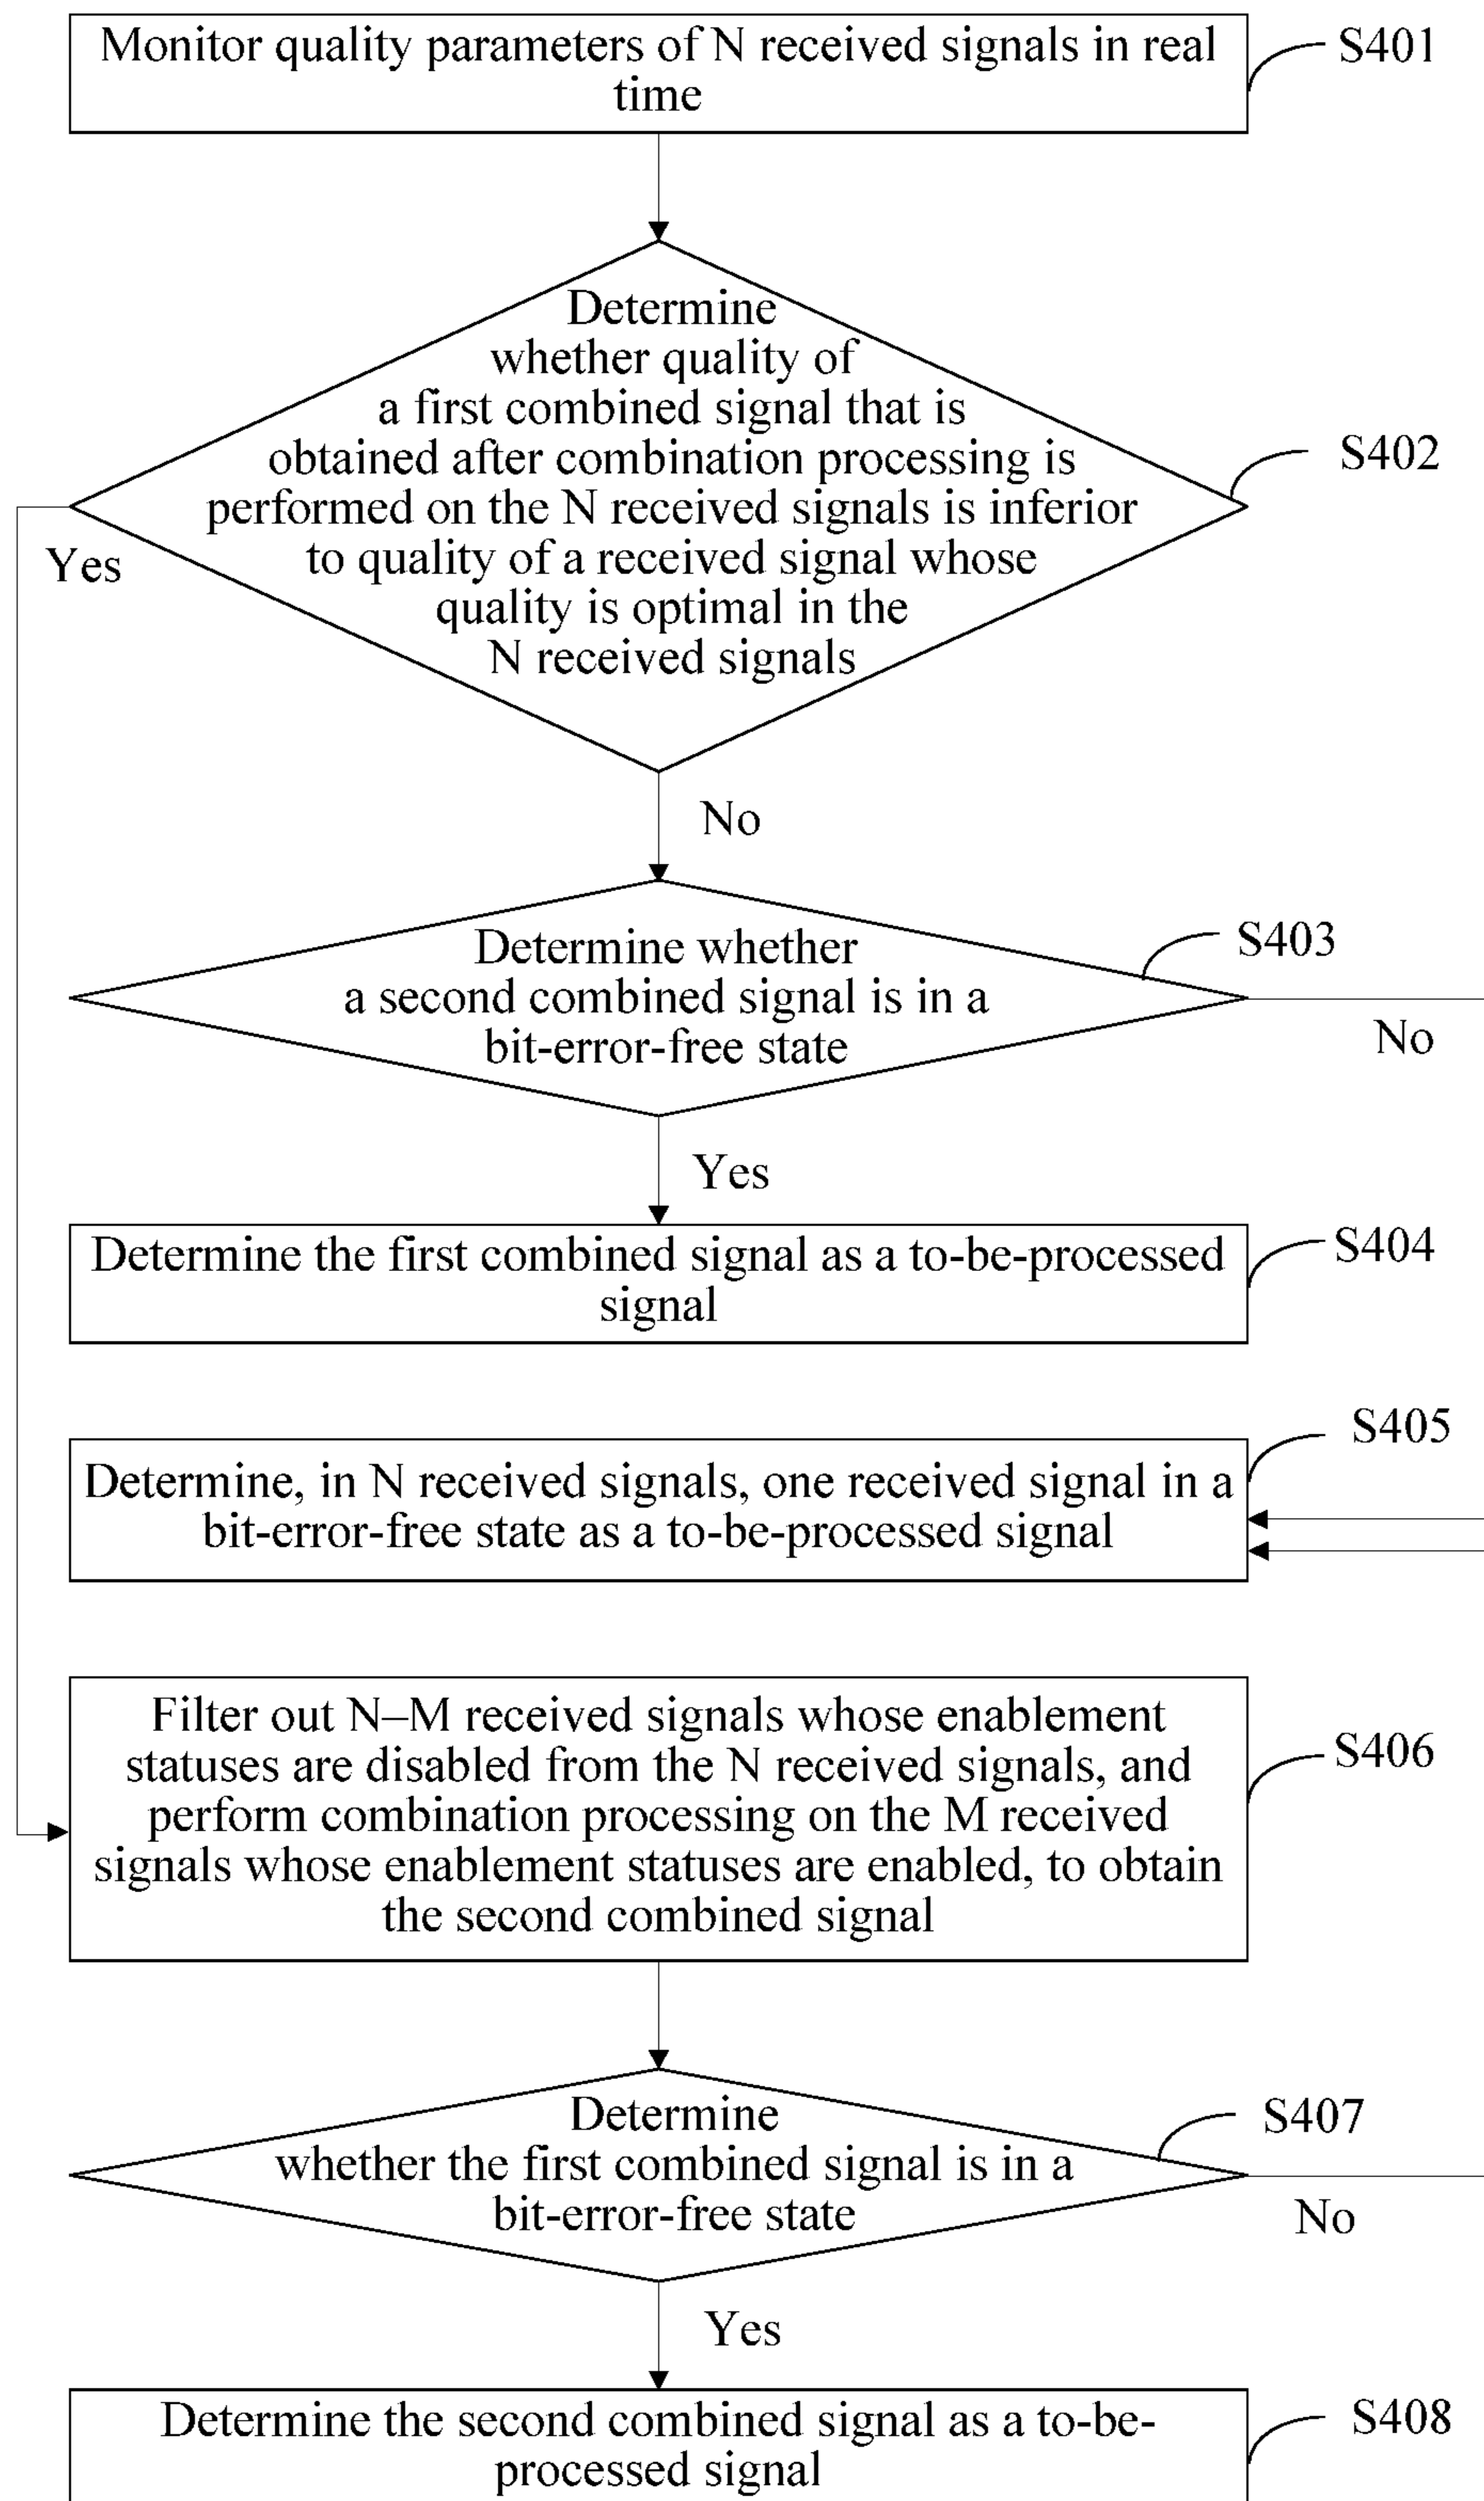 Monitor quality parameters of N received signals in real
time
S401
Determine
whether quality of
a first combined signal that is
obtained after combination processing is
performed on the N received signals is inferior
to quality of a received signal whose
quality is optimal in the
N received signals
S402
Yes
No
Determine whether
a second combined signal is in a
bit-error-free state
S403
No
Yes
Determine the first combined signal as a to-be-processed
signal
S404
Determine, in N received signals, one received signal in a
bit-error-free state as a to-be-processed signal
S405
Filter out N–M received signals whose enablement
statuses are disabled from the N received signals, and
perform combination processing on the M received
signals whose enablement statuses are enabled, to obtain
the second combined signal
S406
Determine
whether the first combined signal is in a
bit-error-free state
S407
No
Yes
Determine the second combined signal as a to-be-
processed signal
S408